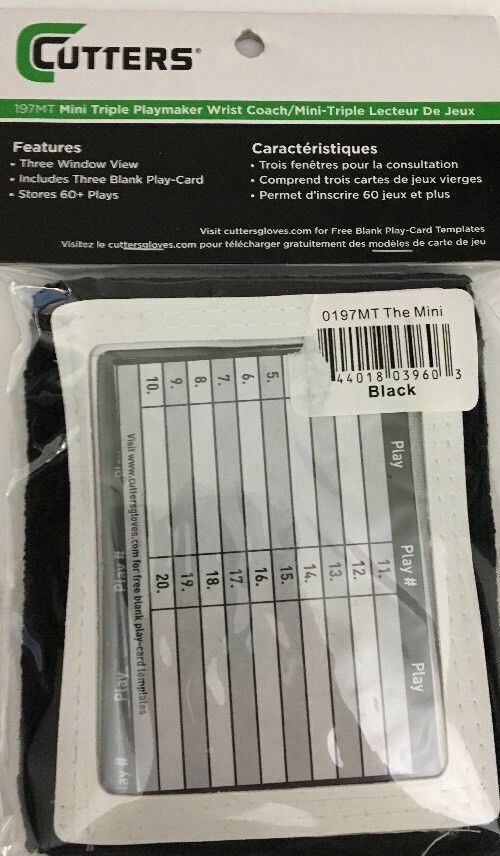 CUTTERS®
197MT Mini Triple Playmaker Wrist Coach/Mini-Triple Lecteur De Jeux
Features
- Three Window View
- Includes Three Blank Play-Card
- Stores 60+ Plays
Caractéristiques
• Trois fenêtres pour la consultation
• Comprend trois cartes de jeux vierges
• Permet d'inscrire 60 jeux et plus
Visit cuttersgloves.com for Free Blank Play-Card Templates
Visitez le cuttersgloves.com pour télécharger gratuitement des modèles de carte de jeu
0197MT The Mini
44018 03960 3
Black
Play
Play #
Play
5.
6.
7.
8.
9.
10.
11.
12.
13.
14.
15.
16.
17.
18.
19.
20.
Visit www.cuttersgloves.com for free blank play-card templates
Play #
Play